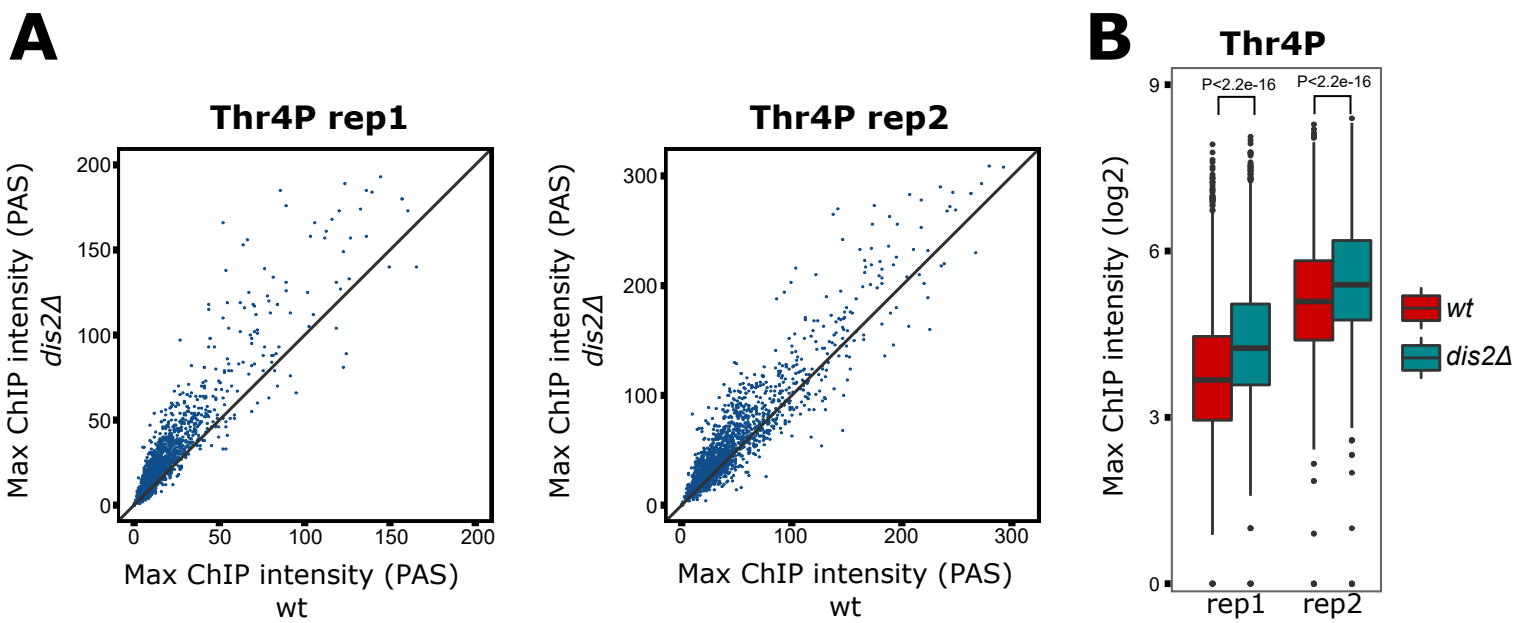 A
Thr4P rep1
Max ChIP intensity (PAS)
dis2Δ
200
150
100
50
0
0 50 100 150 200
Max ChIP intensity (PAS)
wt
Thr4P rep2
Max ChIP intensity (PAS)
dis2Δ
300
200
100
0
0 100 200 300
Max ChIP intensity (PAS)
wt
B
Thr4P
Max ChIP intensity (log2)
9
6
3
0
P<2.2e-16 P<2.2e-16
rep1 rep2
wt
dis2Δ